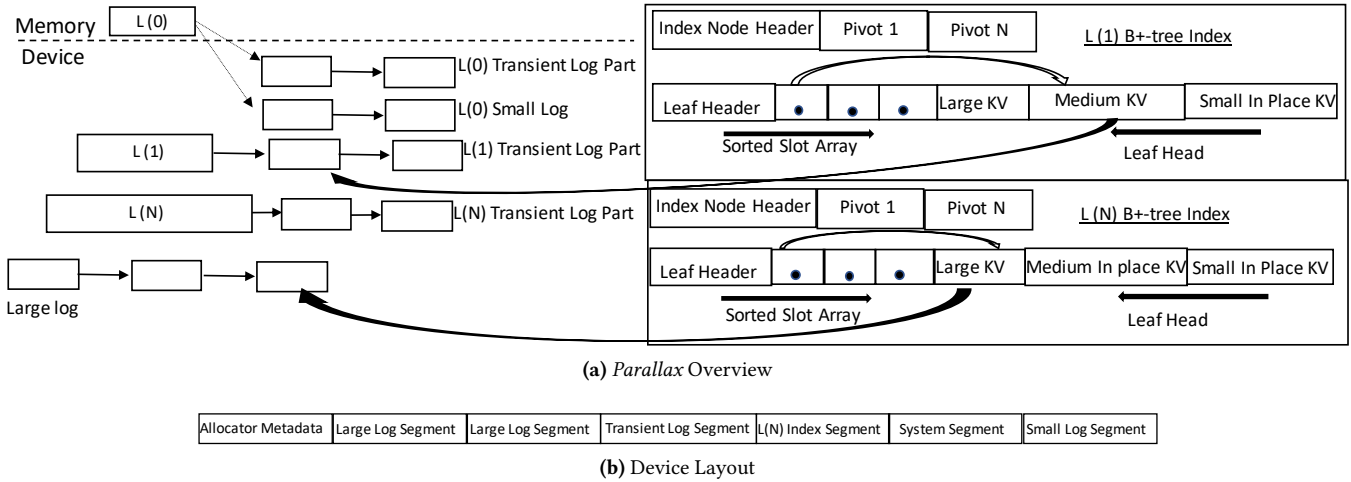 Memory
Device
L (0)
L(0) Transient Log Part
L(0) Small Log
L (1)
L(1) Transient Log Part
L (N)
L(N) Transient Log Part
Large log
Index Node Header Pivot 1 Pivot N
L (1) B+-tree Index
Leaf Header Large KV Medium KV Small In Place KV
Sorted Slot Array
Leaf Head
Index Node Header Pivot 1 Pivot N
L (N) B+-tree Index
Leaf Header Large KV Medium In place KV Small In Place KV
Sorted Slot Array
Leaf Head
(a) Parallax Overview
Allocator Metadata Large Log Segment Large Log Segment Transient Log Segment L(N) Index Segment System Segment Small Log Segment
(b) Device Layout